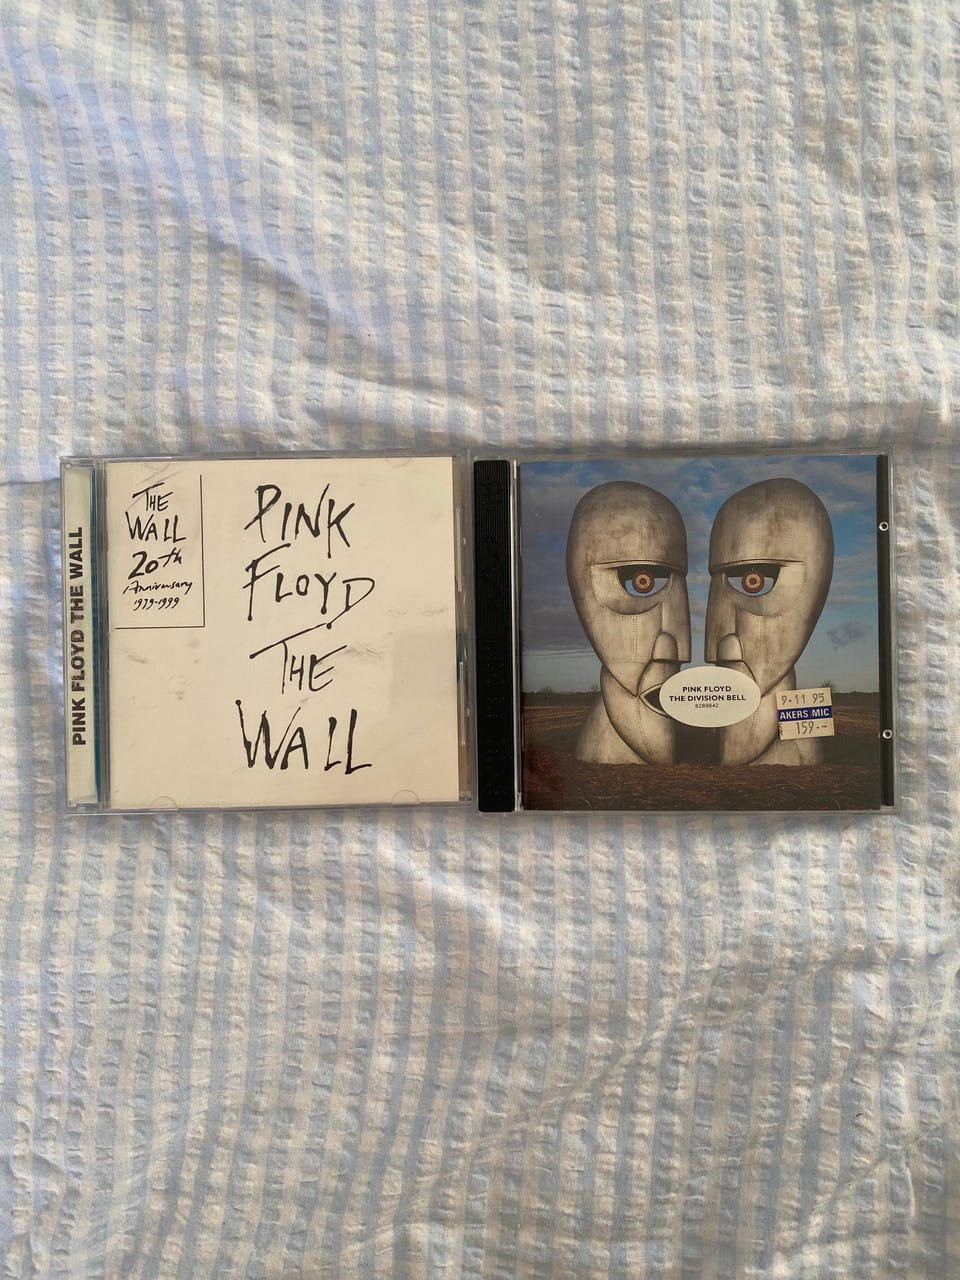 PINK FLOYD THE WALL
THE
WALL
20th
Anniversary
1979-1999
PINK
FLOYD
THE
WALL
PINK FLOYD
THE DIVISION BELL
8289842
9-11 95
AKERS MIC
159.-